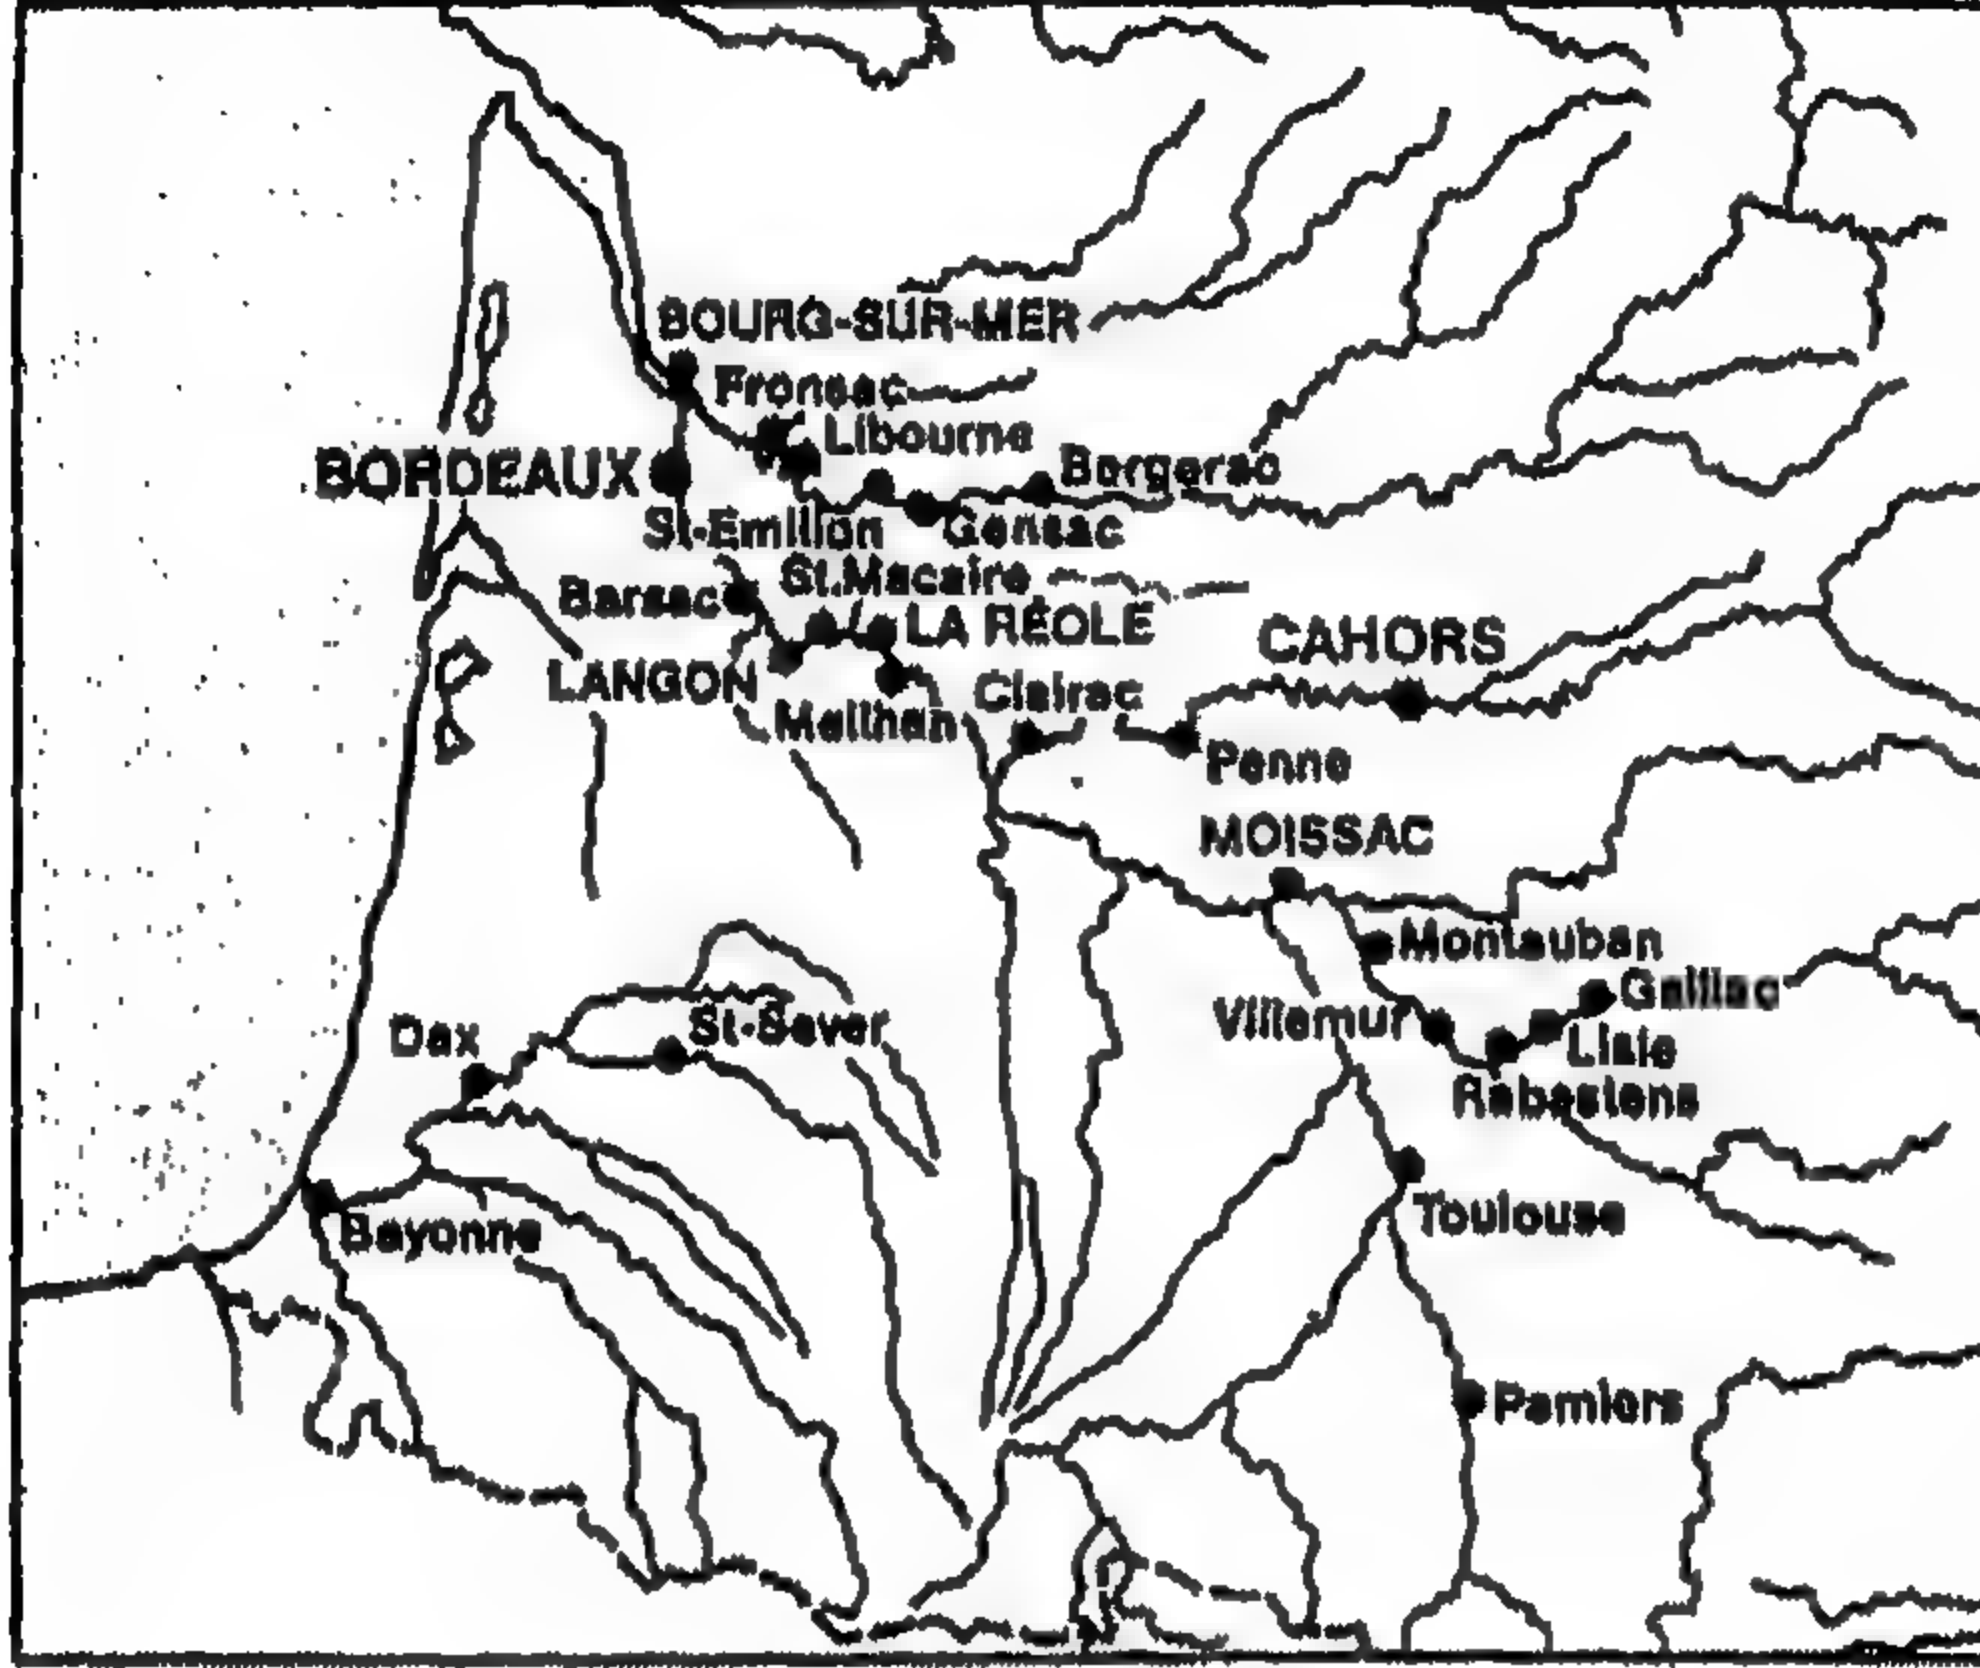 BOURG-SUR-MER
Fronsac
Libourne
BORDEAUX
Bergerac
St-Emilion
Gensac
St.Macaire
Barsac
LA RÉOLE
CAHORS
LANGON
Clairac
Meilhan
Penne
MOISSAC
Montauban
Gaillac
Villemur
St-Sever
Dax
Lisle
Rabastens
Toulouse
Bayonne
Pamiers